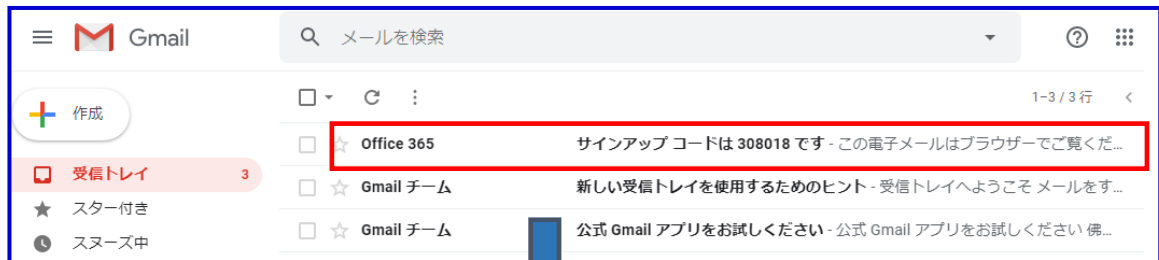 Gmail
メールを検索
作成
1–3 / 3 行
Office 365 サインアップ コードは 308018 です - この電子メールはブラウザーでご覧くだ...
受信トレイ 3
Gmail チーム 新しい受信トレイを使用するためのヒント - 受信トレイへようこそ メールをす...
スター付き
Gmail チーム 公式 Gmail アプリをお試しください - 公式 Gmail アプリをお試しください 佛...
スヌーズ中